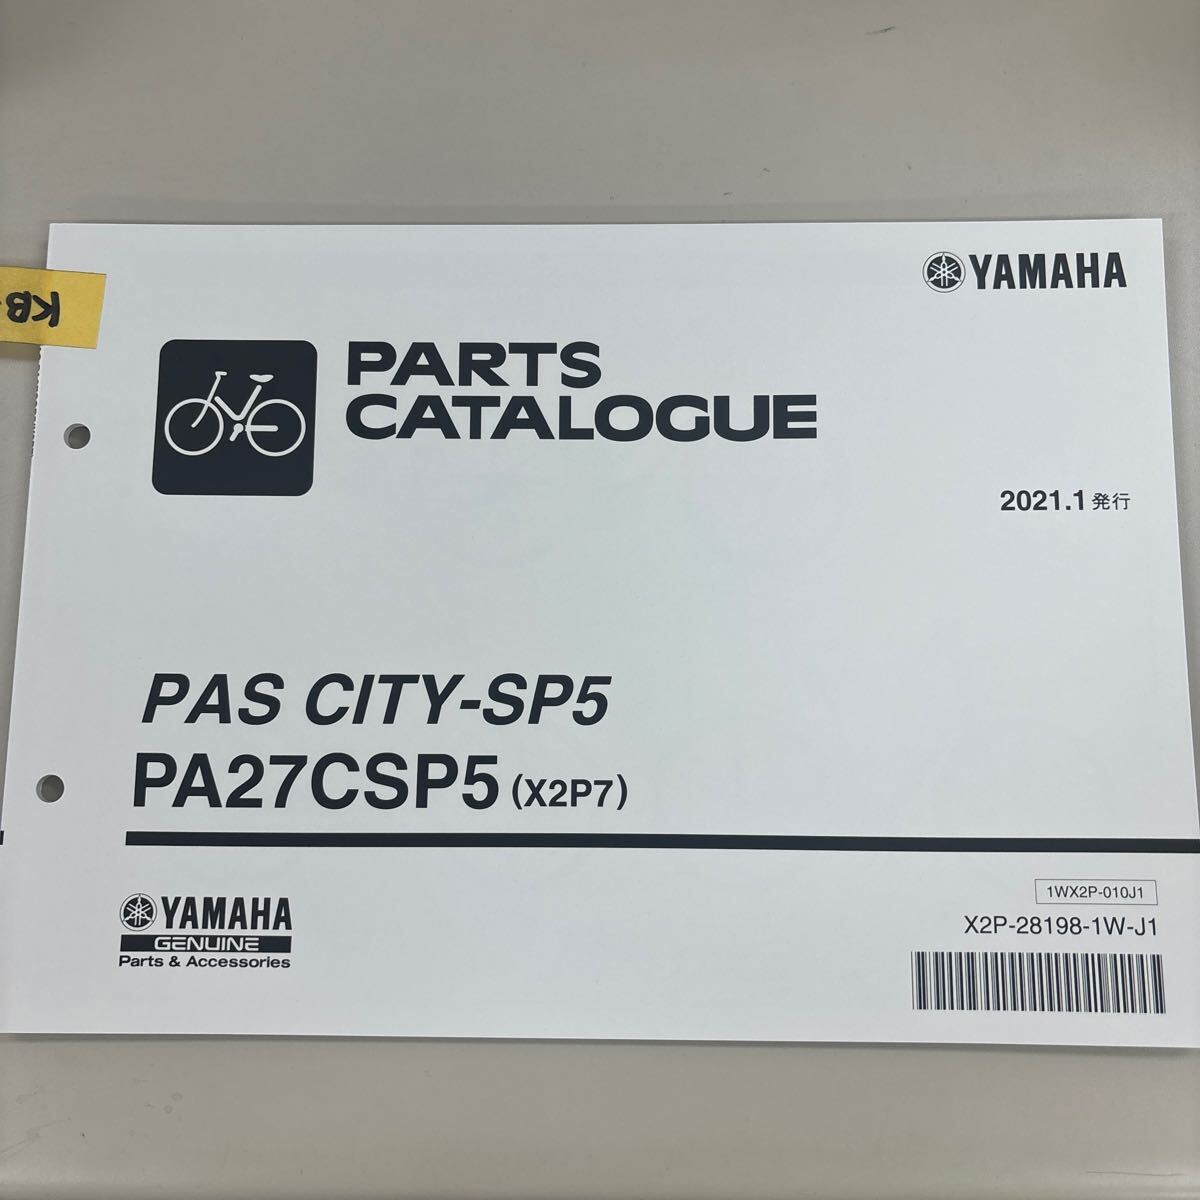 YAMAHA
PARTS
CATALOGUE
2021.1 発行
PAS CITY-SP5
PA27CSP5 (X2P7)
YAMAHA
GENUINE
Parts & Accessories
1WX2P-010J1
X2P-28198-1W-J1
KB